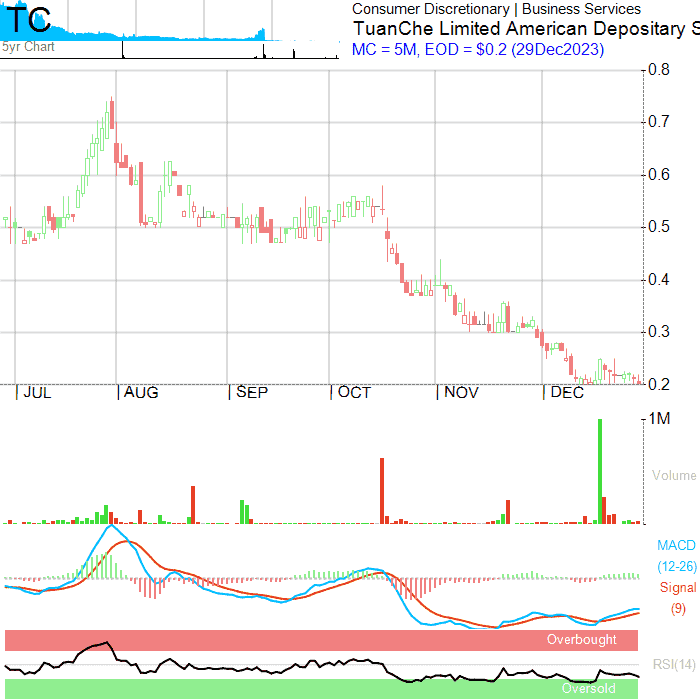 TC
5yr Chart
Consumer Discretionary | Business Services
TuanChe Limited American Depositary S
MC = 5M, EOD = $0.2 (29Dec2023)
0.8
0.7
0.6
0.5
0.4
0.3
0.2
JUL AUG SEP OCT NOV DEC
1M
Volume
MACD
(12-26)
Signal
(9)
Overbought
RSI(14)
Oversold